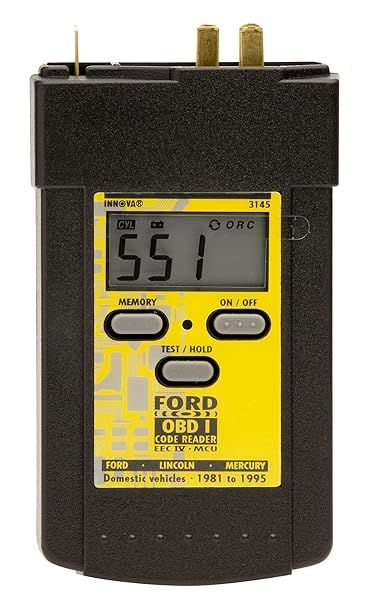 INNOVA® 3145
CYL ORC
551
MEMORY ON / OFF
TEST / HOLD
FORD
OBD I
CODE READER
EEC IV · MCU
FORD · LINCOLN · MERCURY
Domestic vehicles · 1981 to 1995